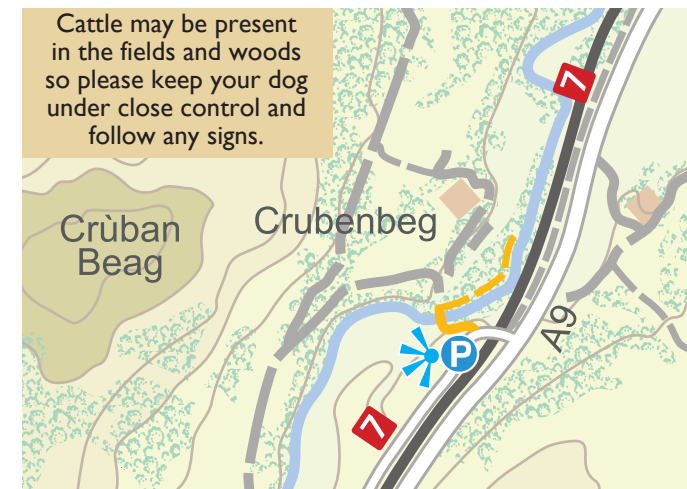 Cattle may be present
in the fields and woods
so please keep your dog
under close control and
follow any signs.
7
Crùban
Beag
Crubenbeg
A9
P
7